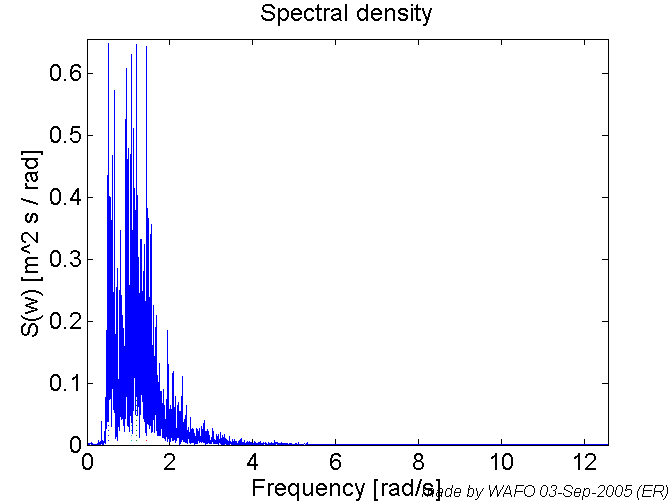 Spectral density
S(w) [m^2 s / rad]
0.6
0.5
0.4
0.3
0.2
0.1
0
0 2 4 6 8 10 12
Frequency [rad/s]
made by WAFO 03-Sep-2005 (ER)